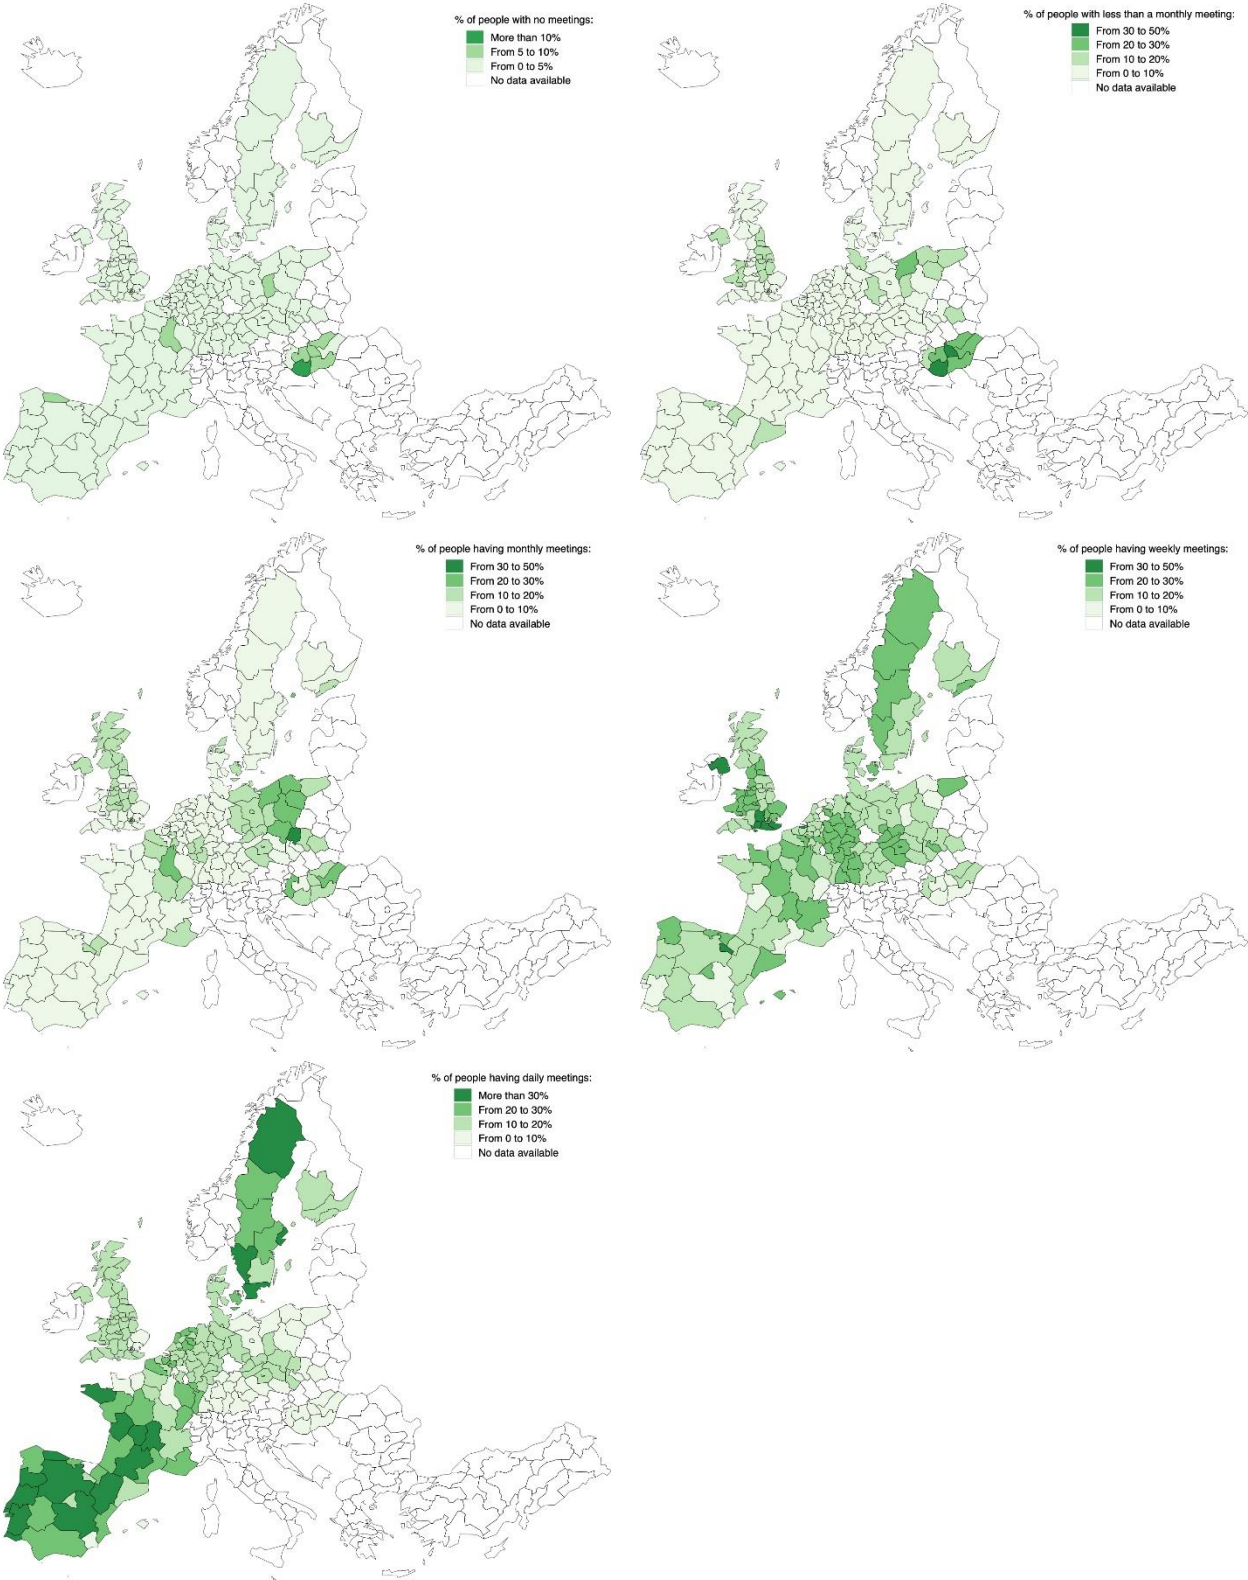 % of people with no meetings:
More than 10%
From 5 to 10%
From 0 to 5%
No data available
% of people with less than a monthly meeting:
From 30 to 50%
From 20 to 30%
From 10 to 20%
From 0 to 10%
No data available
% of people having monthly meetings:
From 30 to 50%
From 20 to 30%
From 10 to 20%
From 0 to 10%
No data available
% of people having weekly meetings:
From 30 to 50%
From 20 to 30%
From 10 to 20%
From 0 to 10%
No data available
% of people having daily meetings:
More than 30%
From 20 to 30%
From 10 to 20%
From 0 to 10%
No data available